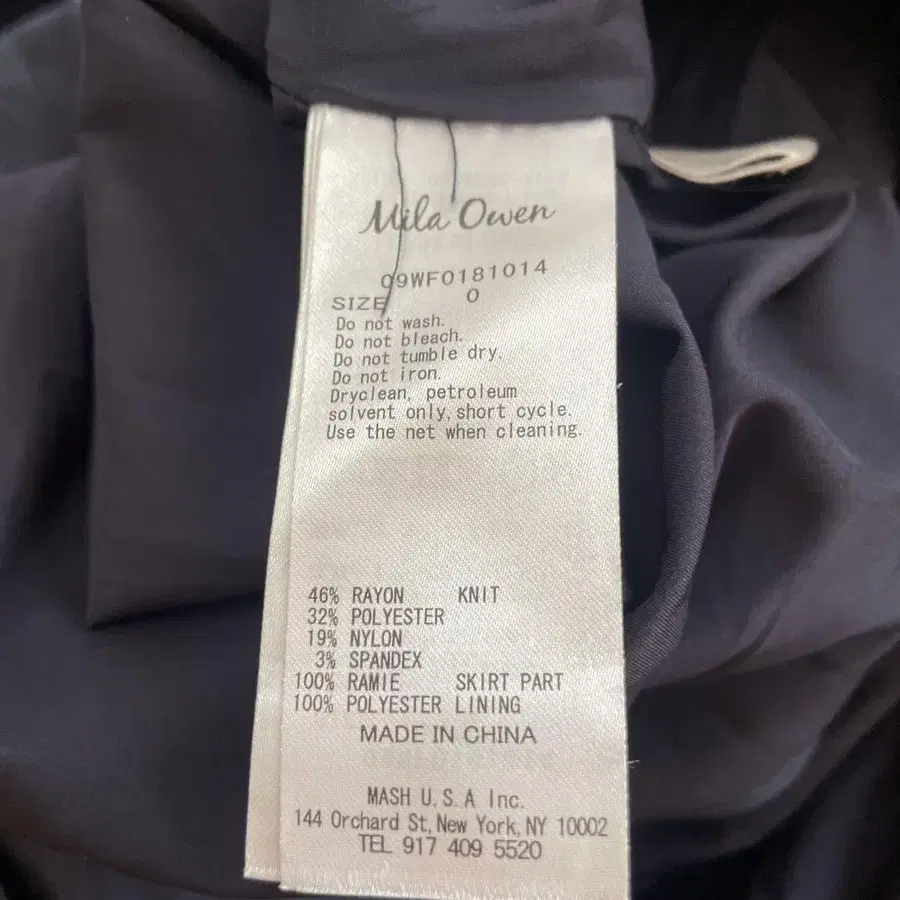 Mila Owen
09WF0181014
SIZE 0
Do not wash.
Do not bleach.
Do not tumble dry.
Do not iron.
Dryclean, petroleum
solvent only, short cycle.
Use the net when cleaning.
46% RAYON KNIT
32% POLYESTER
19% NYLON
3% SPANDEX
100% RAMIE SKIRT PART
100% POLYESTER LINING
MADE IN CHINA
MASH U.S.A Inc.
144 Orchard St, New York, NY 10002
TEL 917 409 5520